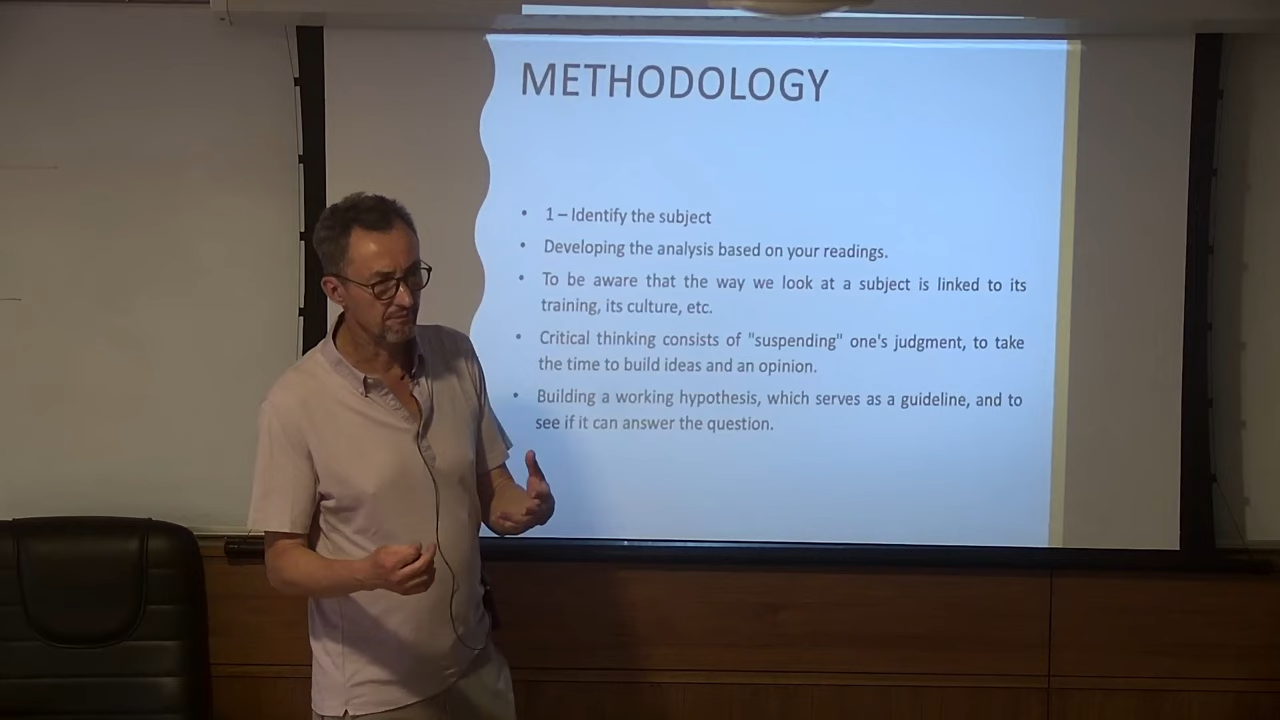 METHODOLOGY
• 1 – Identify the subject
• Developing the analysis based on your readings.
• To be aware that the way we look at a subject is linked to its
training, its culture, etc.
• Critical thinking consists of "suspending" one's judgment, to take
the time to build ideas and an opinion.
• Building a working hypothesis, which serves as a guideline, and to
see if it can answer the question.